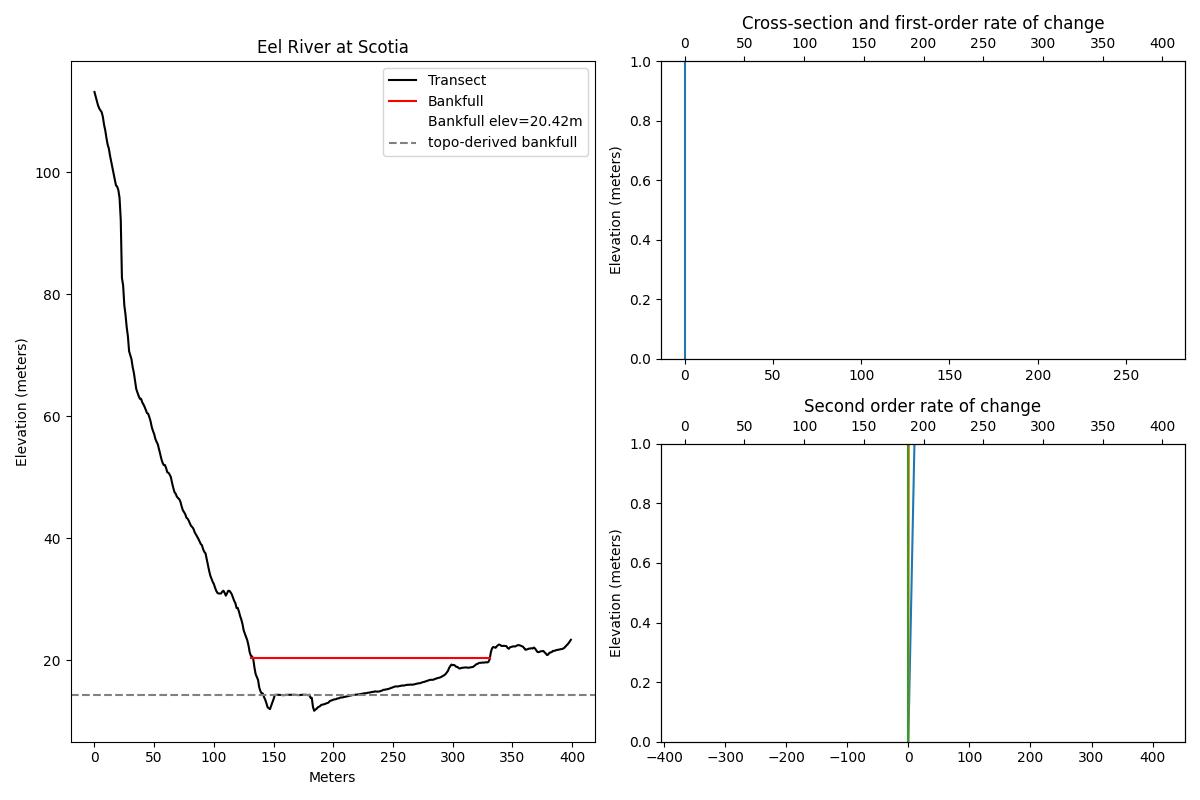 Eel River at Scotia
Transect
Bankfull
Bankfull elev=20.42m
topo-derived bankfull
Elevation (meters)
100
80
60
40
20
0 50 100 150 200 250 300 350 400
Meters
Cross-section and first-order rate of change
0 50 100 150 200 250 300 350 400
Elevation (meters)
1.0
0.8
0.6
0.4
0.2
0.0
0 50 100 150 200 250
Second order rate of change
0 50 100 150 200 250 300 350 400
Elevation (meters)
1.0
0.8
0.6
0.4
0.2
0.0
−400 −300 −200 −100 0 100 200 300 400